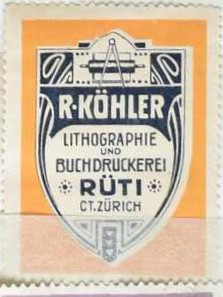 R·KÖHLER
LITHOGRAPHIE
UND
BUCHDRUCKEREI
RÜTI
CT. ZÜRICH